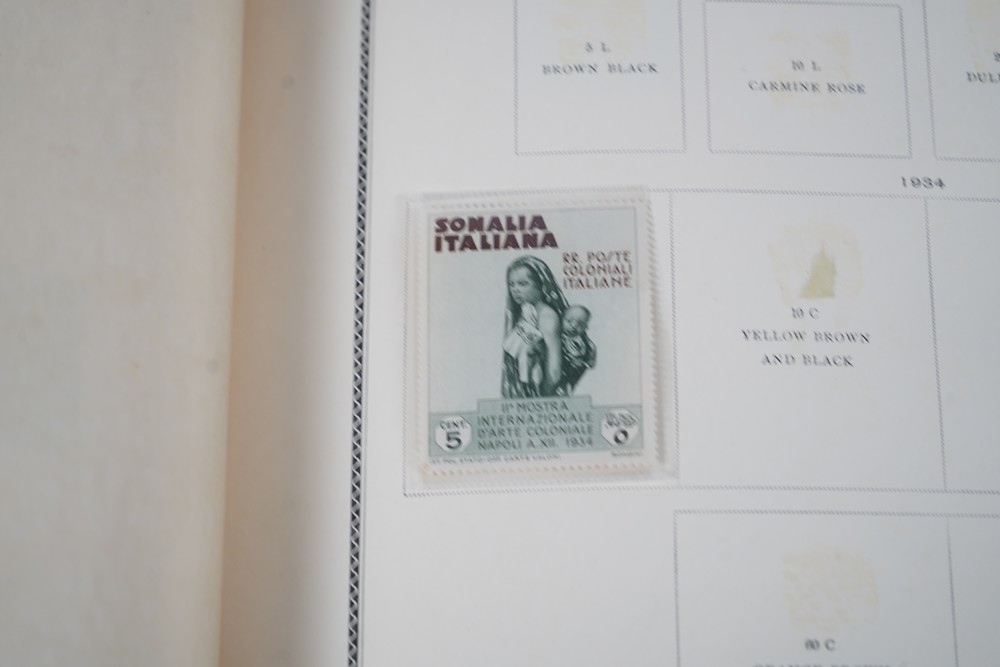 5 L
BROWN BLACK
10 L
CARMINE ROSE
1934
SOMALIA
ITALIANA
RR. POSTE
COLONIALI
ITALIANE
IIª MOSTRA
INTERNAZIONALE
D'ARTE COLONIALE
NAPOLI A.XII. 1934
CENT.
5
10 C
YELLOW BROWN
AND BLACK
60 C